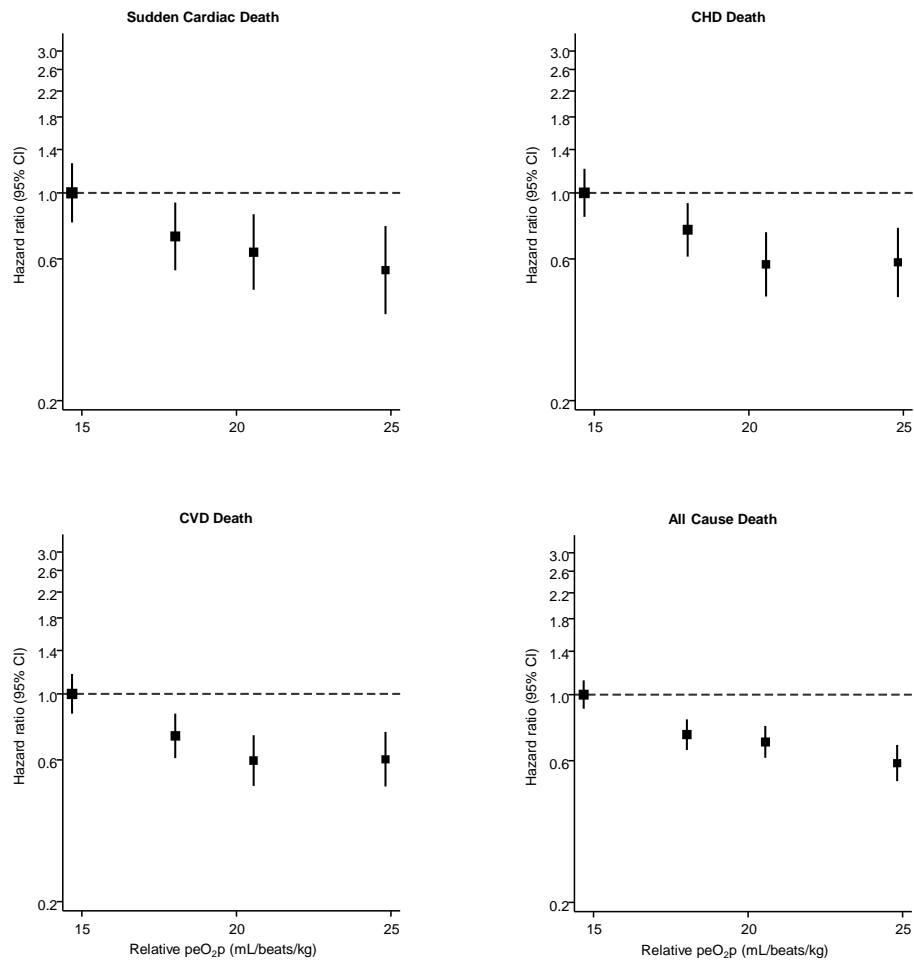 Sudden Cardiac Death
Hazard ratio (95% CI)
3.0
2.6
2.2
1.8
1.4
1.0
0.6
0.2
15 20 25
CHD Death
Hazard ratio (95% CI)
3.0
2.6
2.2
1.8
1.4
1.0
0.6
0.2
15 20 25
CVD Death
Hazard ratio (95% CI)
3.0
2.6
2.2
1.8
1.4
1.0
0.6
0.2
15 20 25
Relative peO₂p (mL/beats/kg)
All Cause Death
Hazard ratio (95% CI)
3.0
2.6
2.2
1.8
1.4
1.0
0.6
0.2
15 20 25
Relative peO₂p (mL/beats/kg)